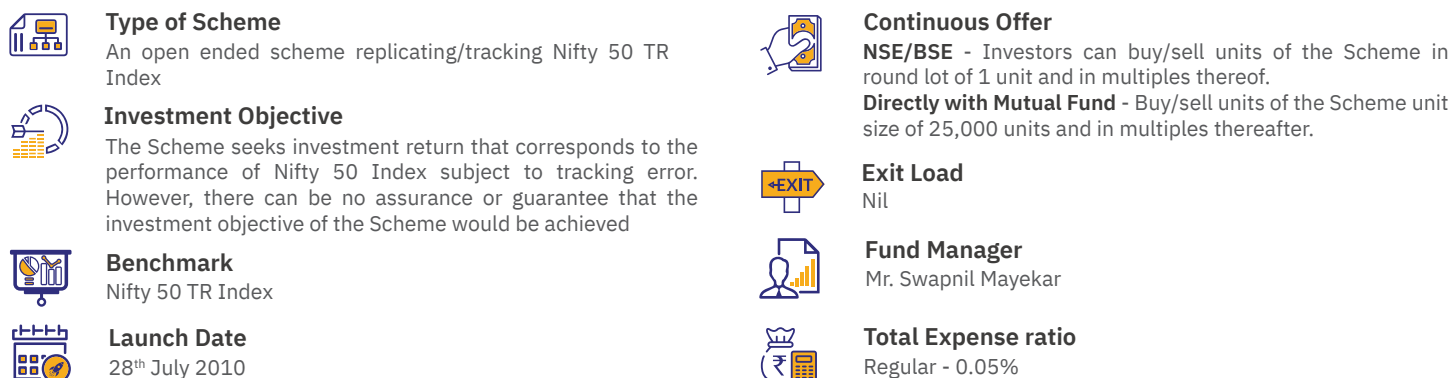 Type of Scheme
An open ended scheme replicating/tracking Nifty 50 TR
Index
Investment Objective
The Scheme seeks investment return that corresponds to the
performance of Nifty 50 Index subject to tracking error.
However, there can be no assurance or guarantee that the
investment objective of the Scheme would be achieved
Benchmark
Nifty 50 TR Index
Launch Date
28th July 2010
Continuous Offer
NSE/BSE - Investors can buy/sell units of the Scheme in
round lot of 1 unit and in multiples thereof.
Directly with Mutual Fund - Buy/sell units of the Scheme unit
size of 25,000 units and in multiples thereafter.
EXIT
Exit Load
Nil
Fund Manager
Mr. Swapnil Mayekar
₹
Total Expense ratio
Regular - 0.05%